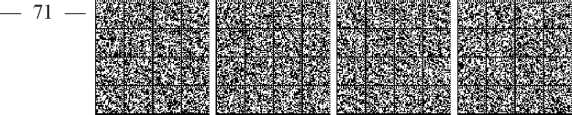 — 71 —